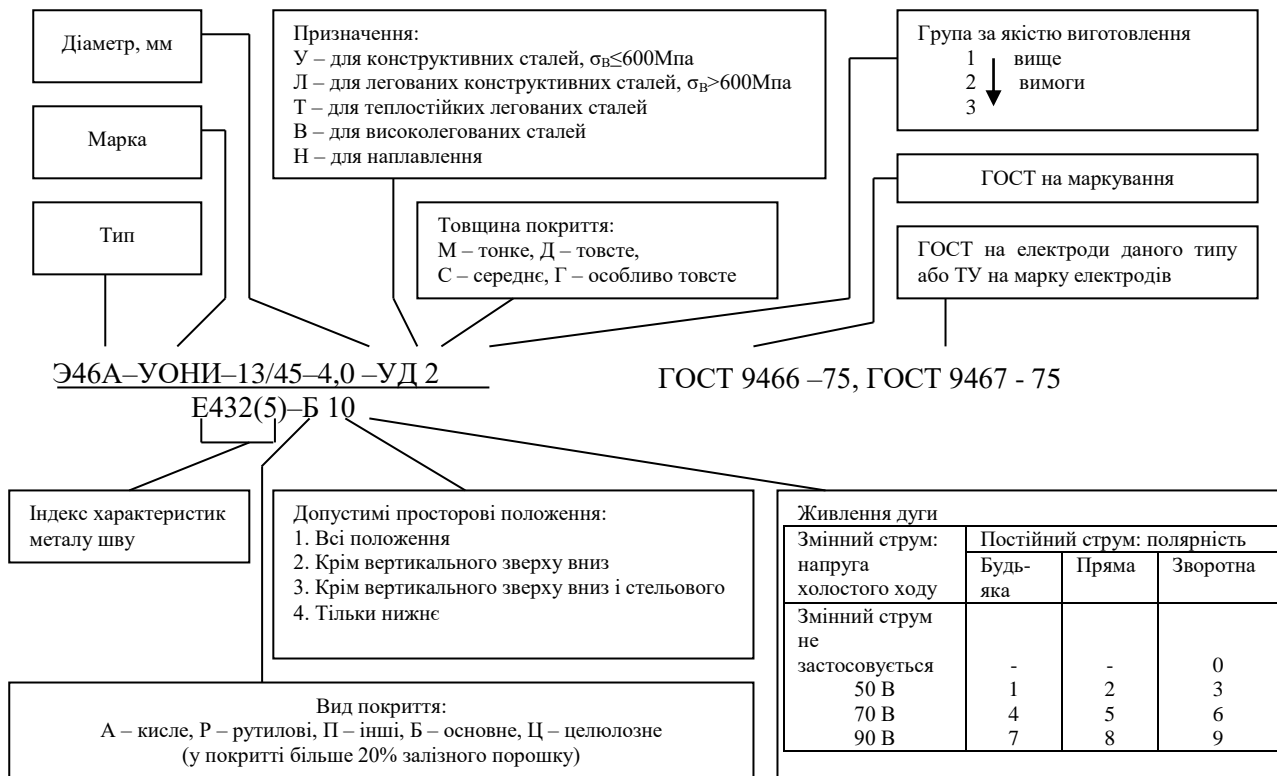 Діаметр, мм
Марка
Тип
Призначення:
У – для конструктивних сталей, σВ≤600Мпа
Л – для легованих конструктивних сталей, σВ>600Мпа
Т – для теплостійких легованих сталей
В – для високолегованих сталей
Н – для наплавлення
Товщина покриття:
М – тонке, Д – товсте,
С – середнє, Г – особливо товсте
Група за якістю виготовлення
1 вище
2 вимоги
3
ГОСТ на маркування
ГОСТ на електроди даного типу
або ТУ на марку електродів
Э46А–УОНИ–13/45–4,0 –УД 2
Е432(5)–Б 10
ГОСТ 9466 –75, ГОСТ 9467 - 75
Індекс характеристик
металу шву
Допустимі просторові положення:
1. Всі положення
2. Крім вертикального зверху вниз
3. Крім вертикального зверху вниз і стельового
4. Тільки нижнє
Вид покриття:
А – кисле, Р – рутилові, П – інші, Б – основне, Ц – целюлозне
(у покритті більше 20% залізного порошку)
Живлення дуги
Змінний струм:
напруга
холостого ходу
Постійний струм: полярність
Будь-
яка
Пряма
Зворотна
Змінний струм
не
застосовується - - 0
50 В 1 2 3
70 В 4 5 6
90 В 7 8 9